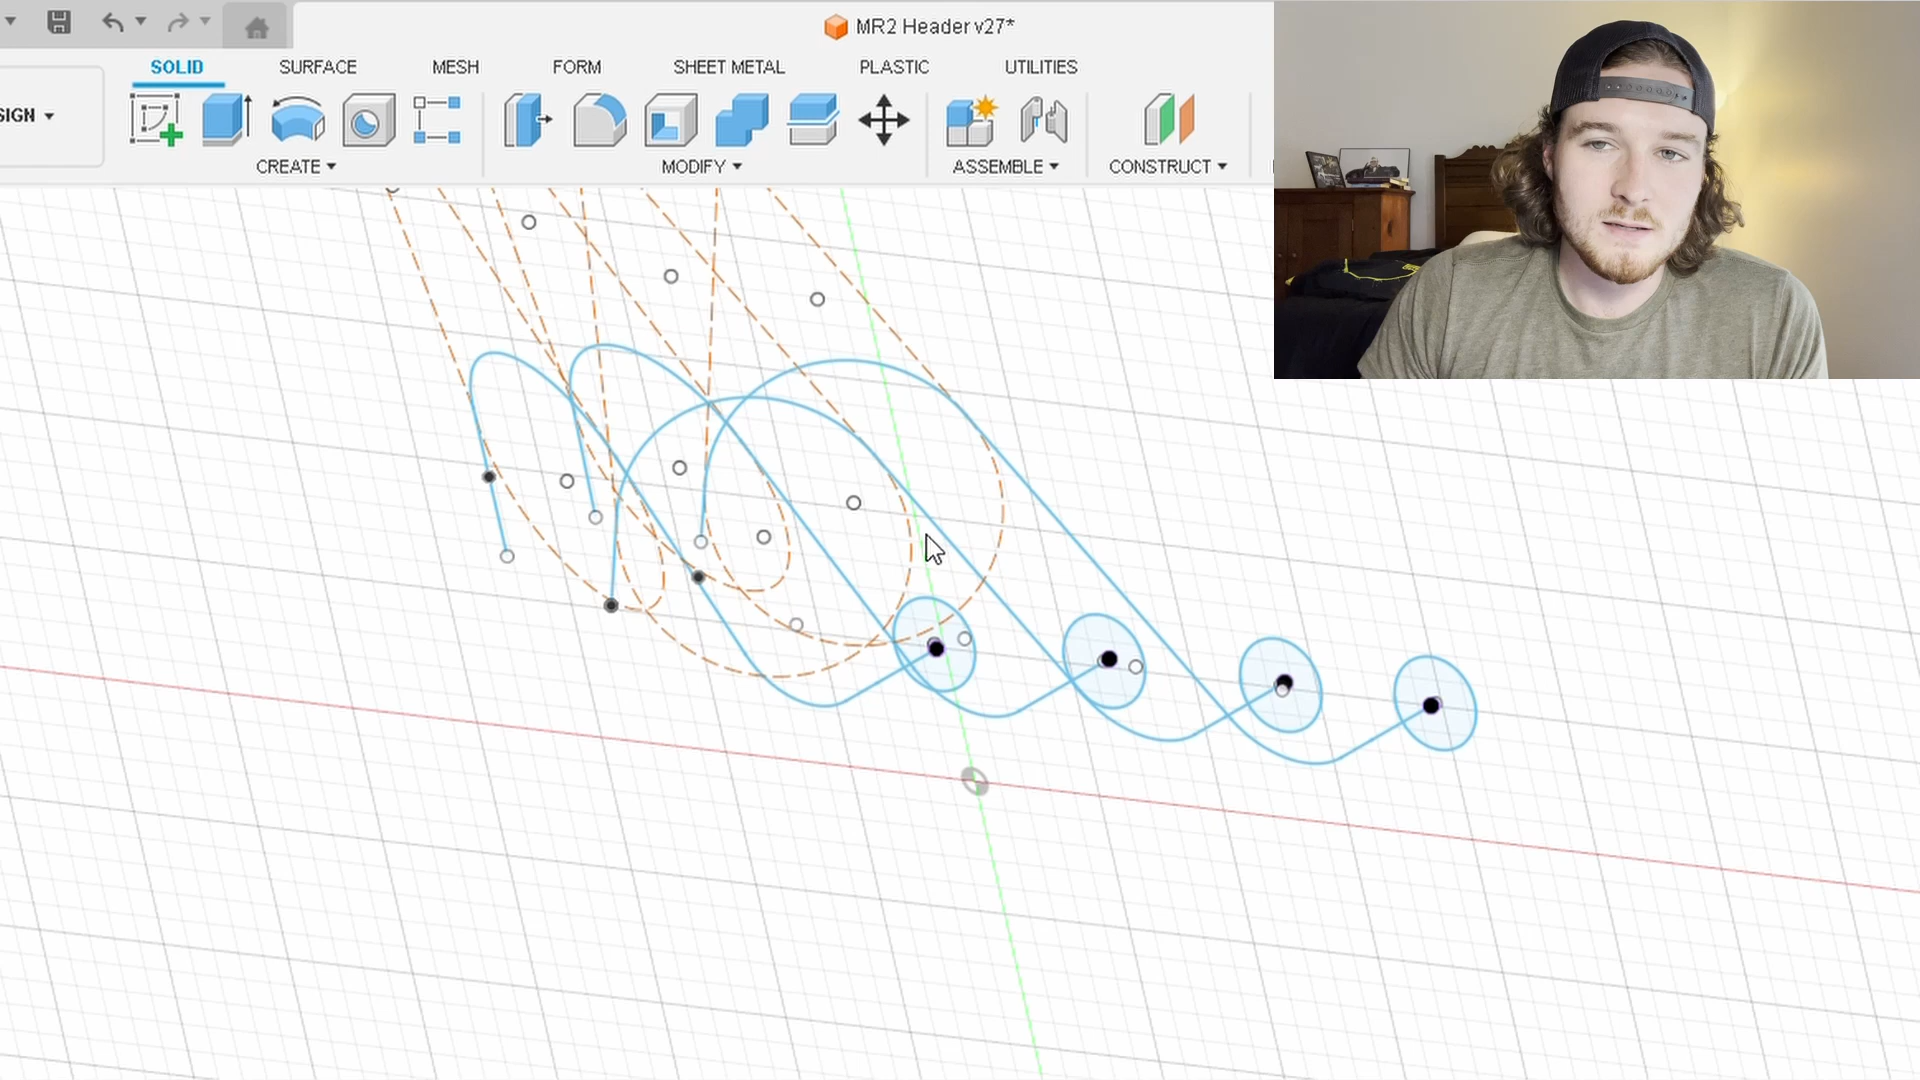 MR2 Header v27*
SOLID SURFACE MESH FORM SHEET METAL PLASTIC UTILITIES
SIGN
CREATE MODIFY ASSEMBLE CONSTRUCT